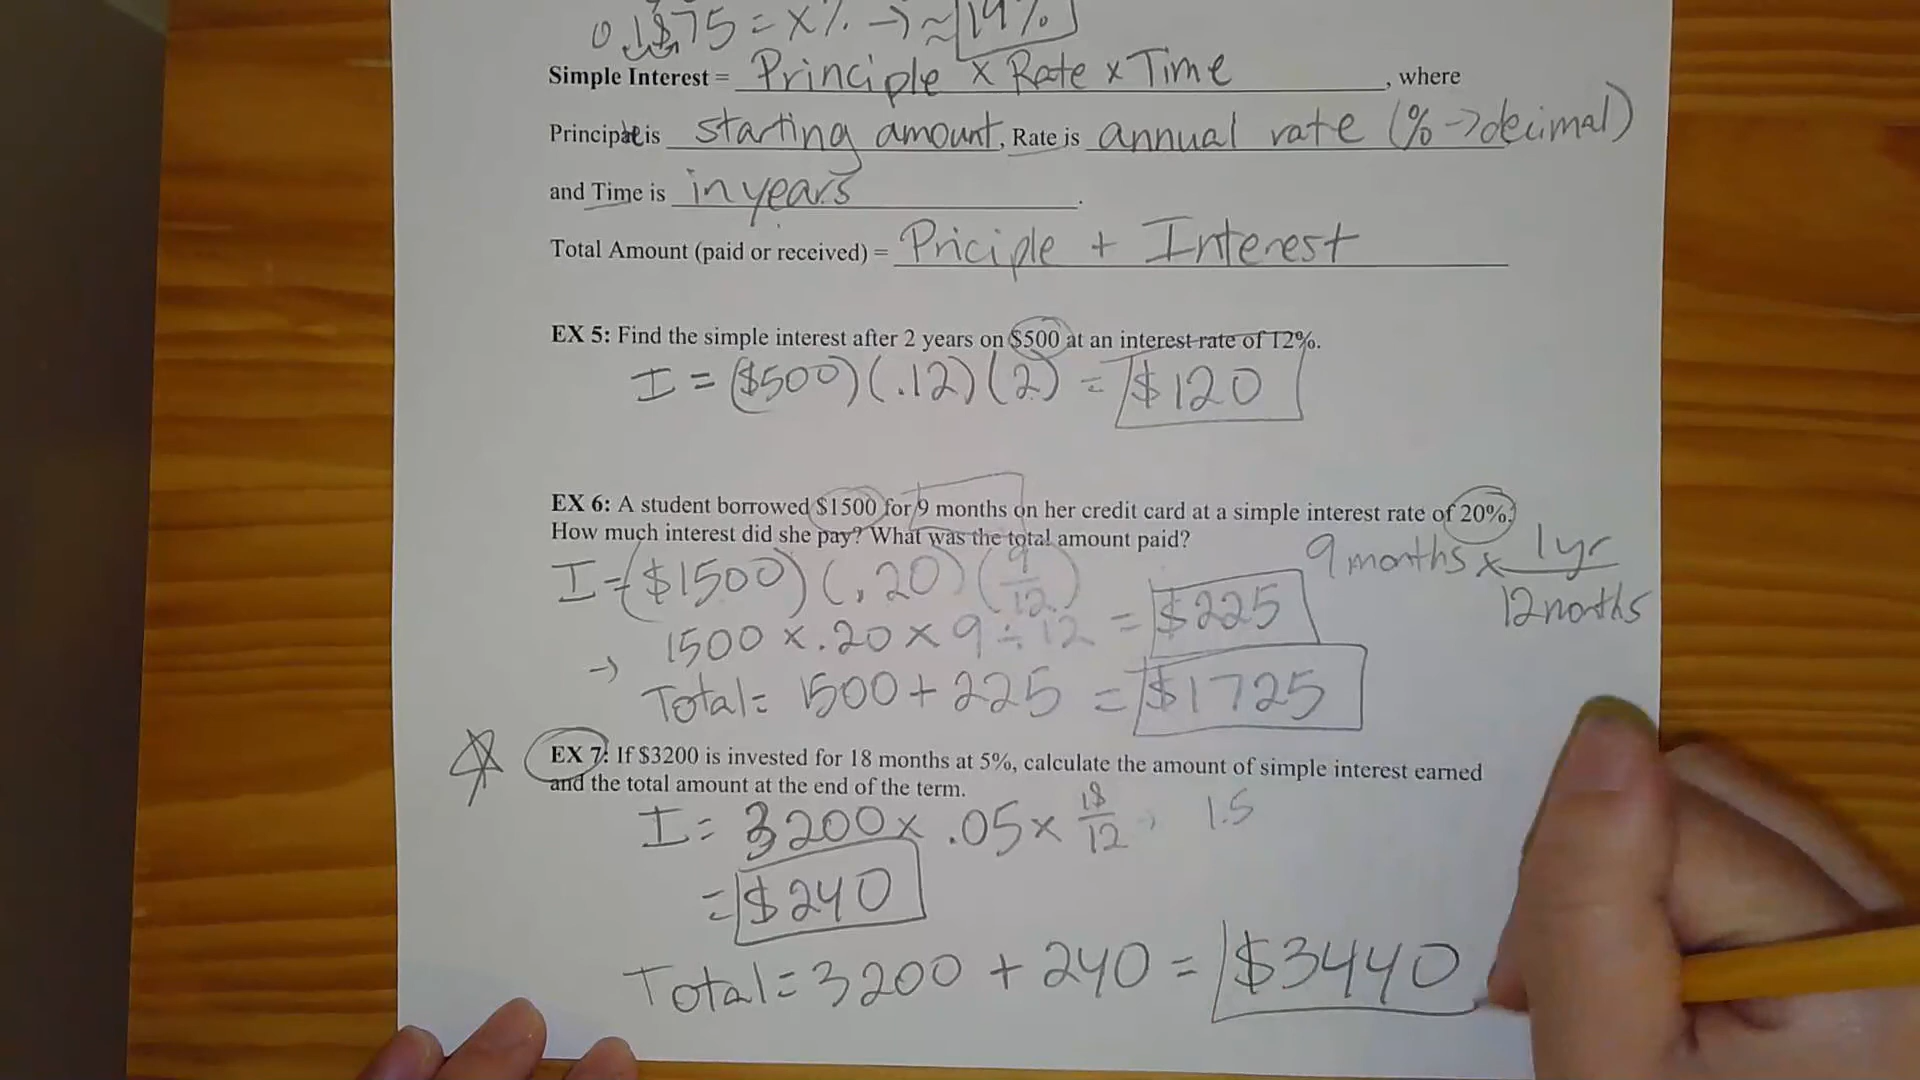 0.1875 = x% → ≈ 19%
Simple Interest = Principle x Rate x Time, where
Principle is starting amount, Rate is annual rate (% → decimal)
and Time is in years.
Total Amount (paid or received) = Priciple + Interest
EX 5: Find the simple interest after 2 years on $500 at an interest rate of 12%.
I = ($500)(.12)(2) = $120
EX 6: A student borrowed $1500 for 9 months on her credit card at a simple interest rate of 20%.
How much interest did she pay? What was the total amount paid?
9 months x 1yr / 12 months
I = ($1500)(.20)(9/12)
1500 x .20 x 9 ÷ 12 = $225
→ Total = 1500 + 225 = $1725
EX 7: If $3200 is invested for 18 months at 5%, calculate the amount of simple interest earned
and the total amount at the end of the term.
I = 3200 x .05 x 18/12 1.5
= $240
Total = 3200 + 240 = $3440